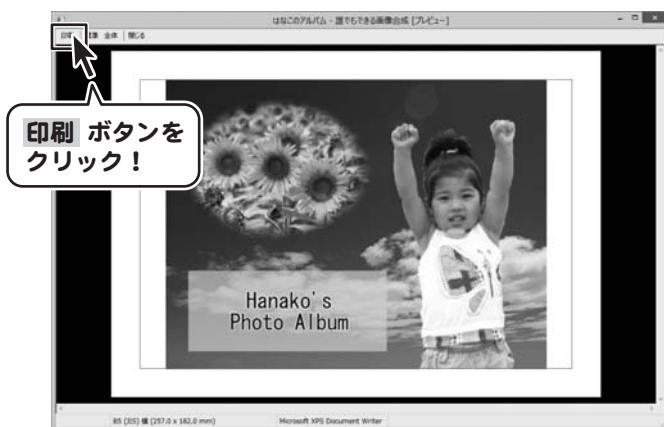 はなこのアルバム - 誰でもできる画像合成 [プレビュー]
印刷 標準 全体 閉じる
印刷 ボタンを
クリック！
Hanako's
Photo Album
B5 (JIS) 横 (257.0 x 182.0 mm) Microsoft XPS Document Writer